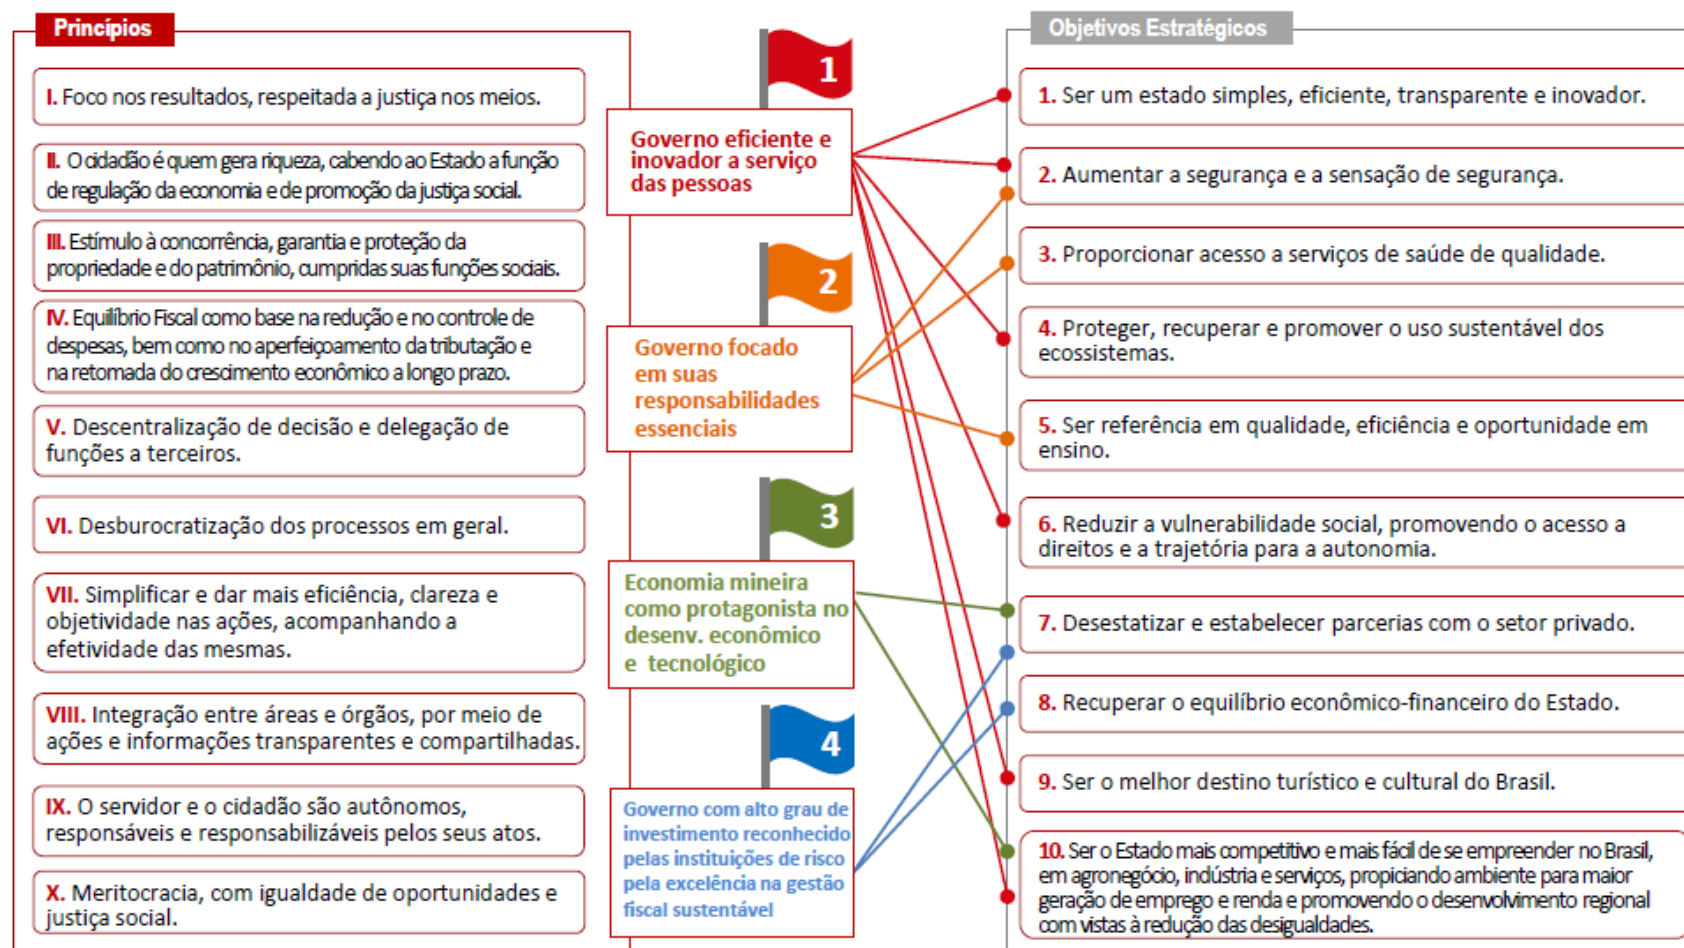 Princípios
I. Foco nos resultados, respeitada a justiça nos meios.
II. O cidadão é quem gera riqueza, cabendo ao Estado a função
de regulação da economia e de promoção da justiça social.
III. Estímulo à concorrência, garantia e proteção da
propriedade e do patrimônio, cumpridas suas funções sociais.
IV. Equilíbrio Fiscal como base na redução e no controle de
despesas, bem como no aperfeiçoamento da tributação e
na retomada do crescimento econômico a longo prazo.
V. Descentralização de decisão e delegação de
funções a terceiros.
VI. Desburocratização dos processos em geral.
VII. Simplificar e dar mais eficiência, clareza e
objetividade nas ações, acompanhando a
efetividade das mesmas.
VIII. Integração entre áreas e órgãos, por meio de
ações e informações transparentes e compartilhadas.
IX. O servidor e o cidadão são autônomos,
responsáveis e responsabilizáveis pelos seus atos.
X. Meritocracia, com igualdade de oportunidades e
justiça social.
1
Governo eficiente e
inovador a serviço
das pessoas
2
Governo focado
em suas
responsabilidades
essenciais
3
Economia mineira
como protagonista no
desenv. econômico
e tecnológico
4
Governo com alto grau de
investimento reconhecido
pelas instituições de risco
pela excelência na gestão
fiscal sustentável
Objetivos Estratégicos
1. Ser um estado simples, eficiente, transparente e inovador.
2. Aumentar a segurança e a sensação de segurança.
3. Proporcionar acesso a serviços de saúde de qualidade.
4. Proteger, recuperar e promover o uso sustentável dos
ecossistemas.
5. Ser referência em qualidade, eficiência e oportunidade em
ensino.
6. Reduzir a vulnerabilidade social, promovendo o acesso a
direitos e a trajetória para a autonomia.
7. Desestatizar e estabelecer parcerias com o setor privado.
8. Recuperar o equilíbrio econômico-financeiro do Estado.
9. Ser o melhor destino turístico e cultural do Brasil.
10. Ser o Estado mais competitivo e mais fácil de se empreender no Brasil,
em agronegócio, indústria e serviços, propiciando ambiente para maior
geração de emprego e renda e promovendo o desenvolvimento regional
com vistas à redução das desigualdades.